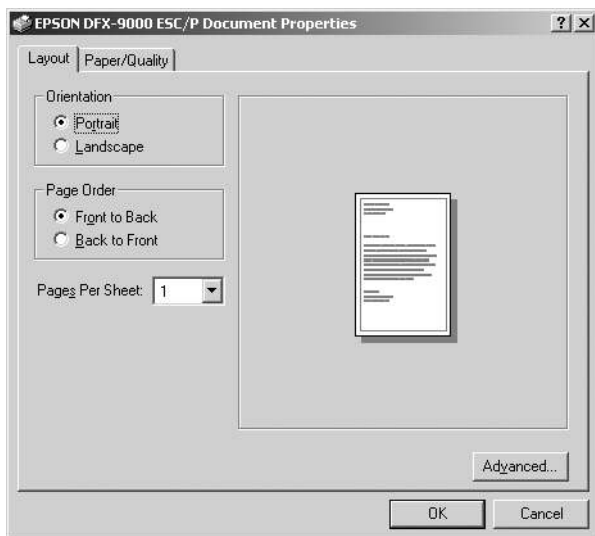 EPSON DFX-9000 ESC/P Document Properties
Layout
Paper/Quality
Orientation
Portrait
Landscape
Page Order
Front to Back
Back to Front
Pages Per Sheet: 1
Advanced...
OK
Cancel